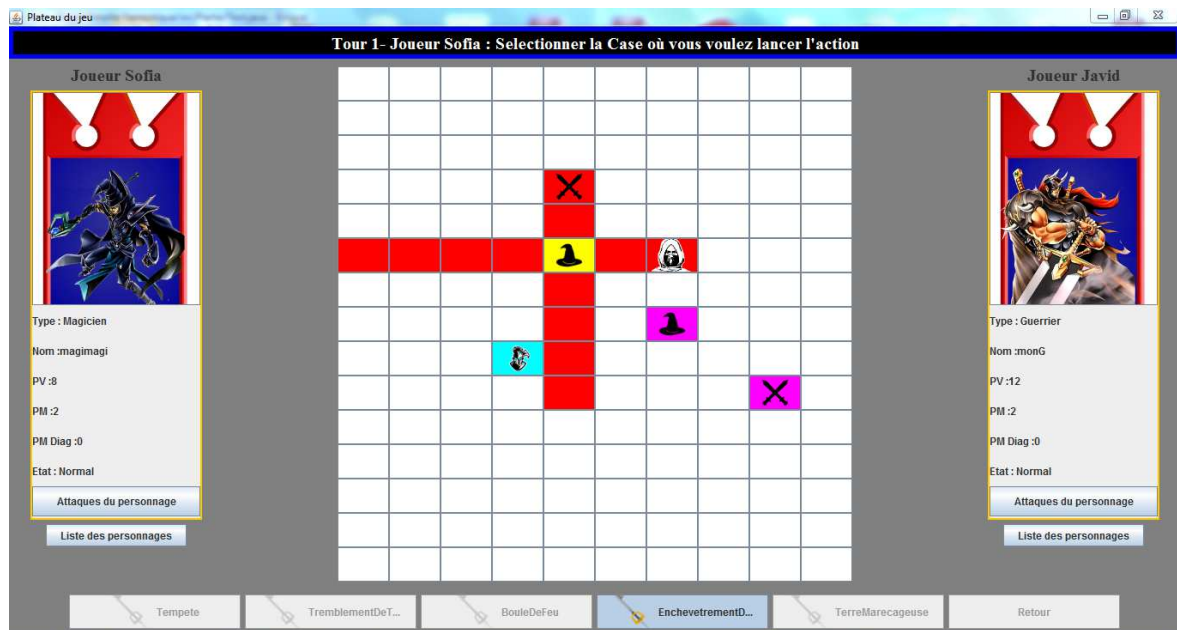 Plateau du jeu
Tour 1- Joueur Sofia : Selectionner la Case où vous voulez lancer l'action
Joueur Sofia
Type : Magicien
Nom :magimagi
PV :8
PM :2
PM Diag :0
Etat : Normal
Attaques du personnage
Liste des personnages
Joueur Javid
Type : Guerrier
Nom :monG
PV :12
PM :2
PM Diag :0
Etat : Normal
Attaques du personnage
Liste des personnages
Tempete
TremblementDeT...
BouleDeFeu
EnchevetrementD...
TerreMarecageuse
Retour